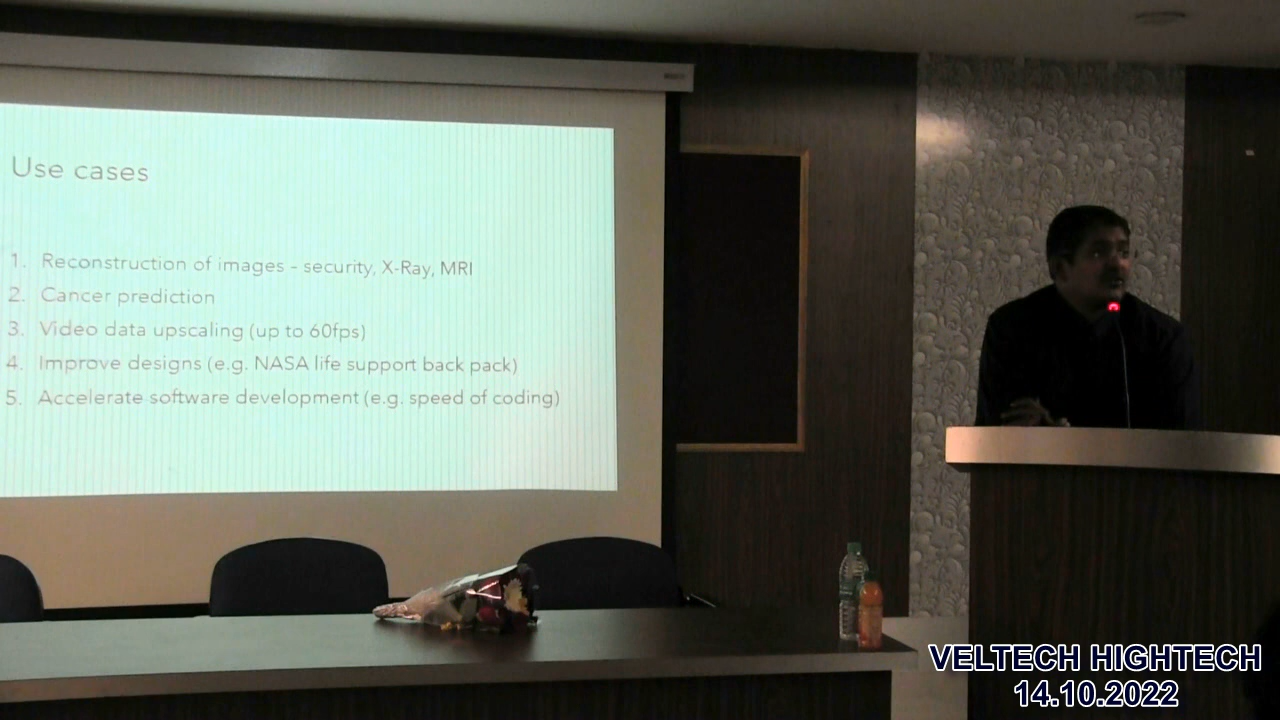 Use cases
1. Reconstruction of images - security, X-Ray, MRI
2. Cancer prediction
3. Video data upscaling (up to 60fps)
4. Improve designs (e.g. NASA life support back pack)
5. Accelerate software development (e.g. speed of coding)
VELTECH HIGHTECH
14.10.2022